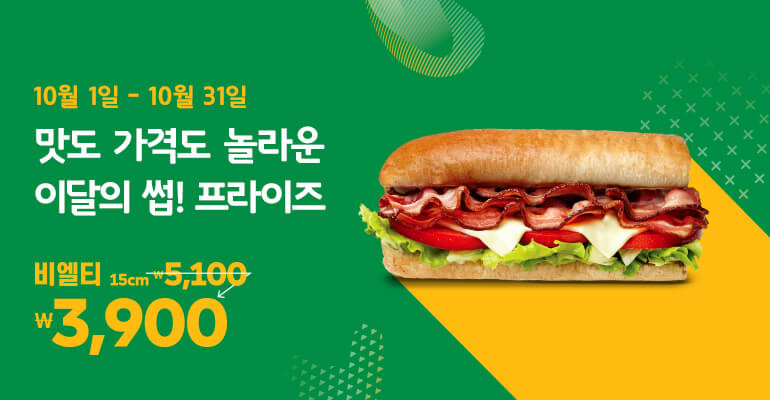 10월 1일 - 10월 31일
맛도 가격도 놀라운
이달의 썹! 프라이즈
비엘티 15cm ₩5,100
₩3,900